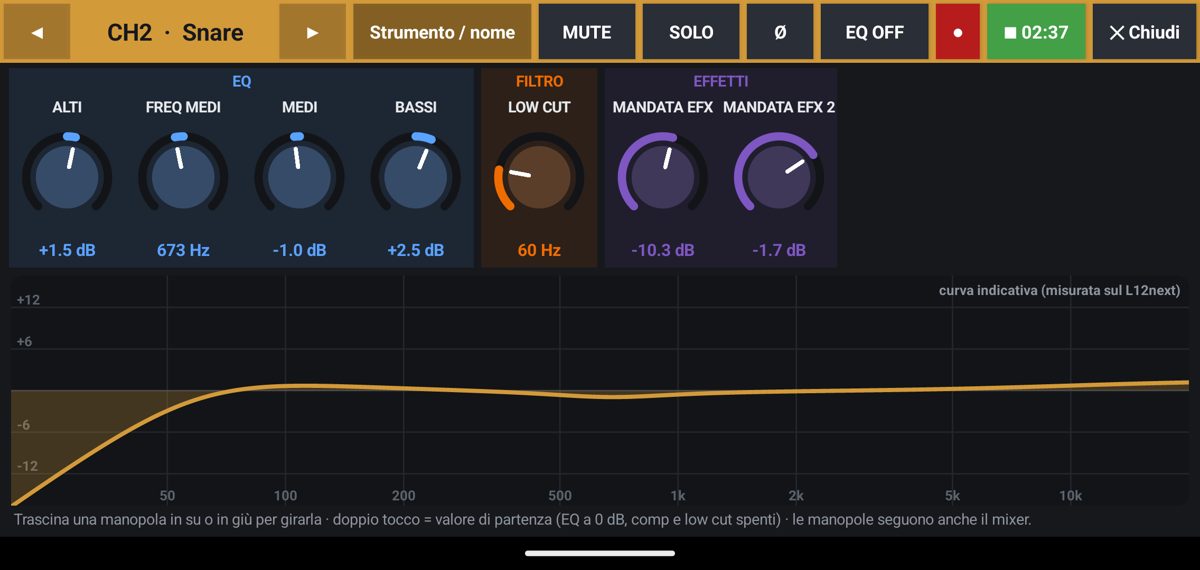 ◀ CH2 · Snare ▶ Strumento / nome MUTE SOLO Ø EQ OFF ● ■ 02:37 ✕ Chiudi
EQ FILTRO EFFETTI
ALTI FREQ MEDI MEDI BASSI LOW CUT MANDATA EFX MANDATA EFX 2
+1.5 dB 673 Hz -1.0 dB +2.5 dB 60 Hz -10.3 dB -1.7 dB
curva indicativa (misurata sul L12next)
+12
+6
-6
-12
50 100 200 500 1k 2k 5k 10k
Trascina una manopola in su o in giù per girarla · doppio tocco = valore di partenza (EQ a 0 dB, comp e low cut spenti) · le manopole seguono anche il mixer.